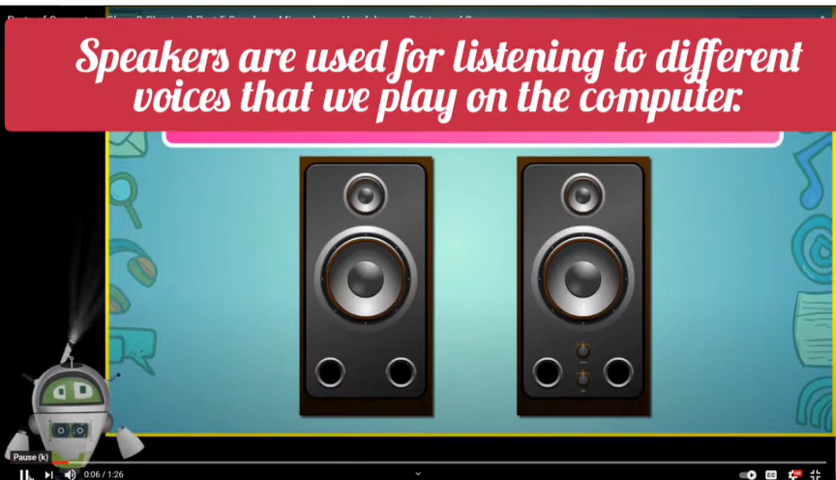 Speakers are used for listening to different
voices that we play on the computer.
Pause (k)
0:06 / 1:26